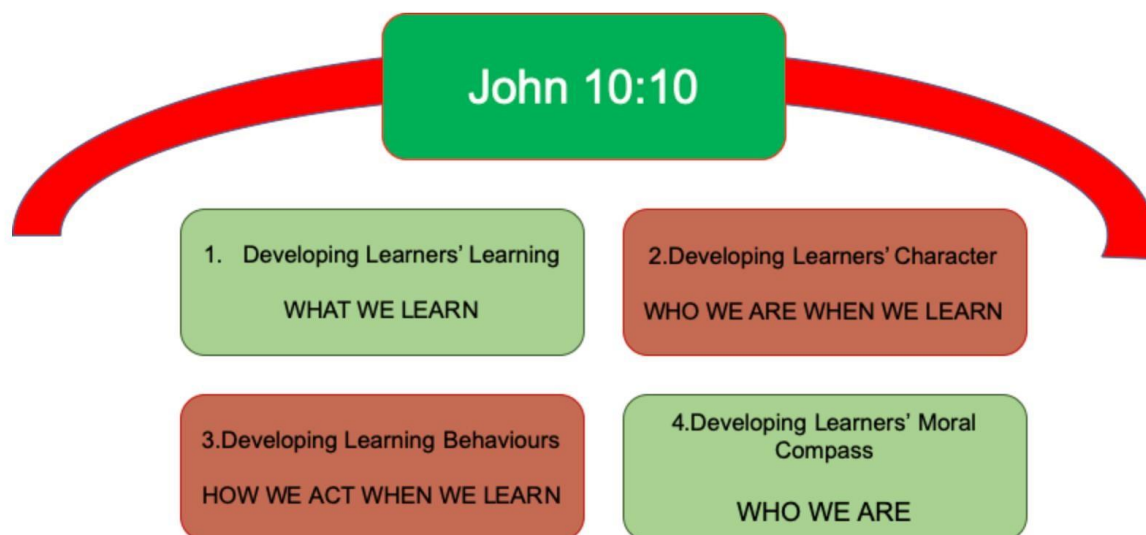 John 10:10
1. Developing Learners’ Learning
WHAT WE LEARN
2.Developing Learners’ Character
WHO WE ARE WHEN WE LEARN
3.Developing Learning Behaviours
HOW WE ACT WHEN WE LEARN
4.Developing Learners’ Moral
Compass
WHO WE ARE